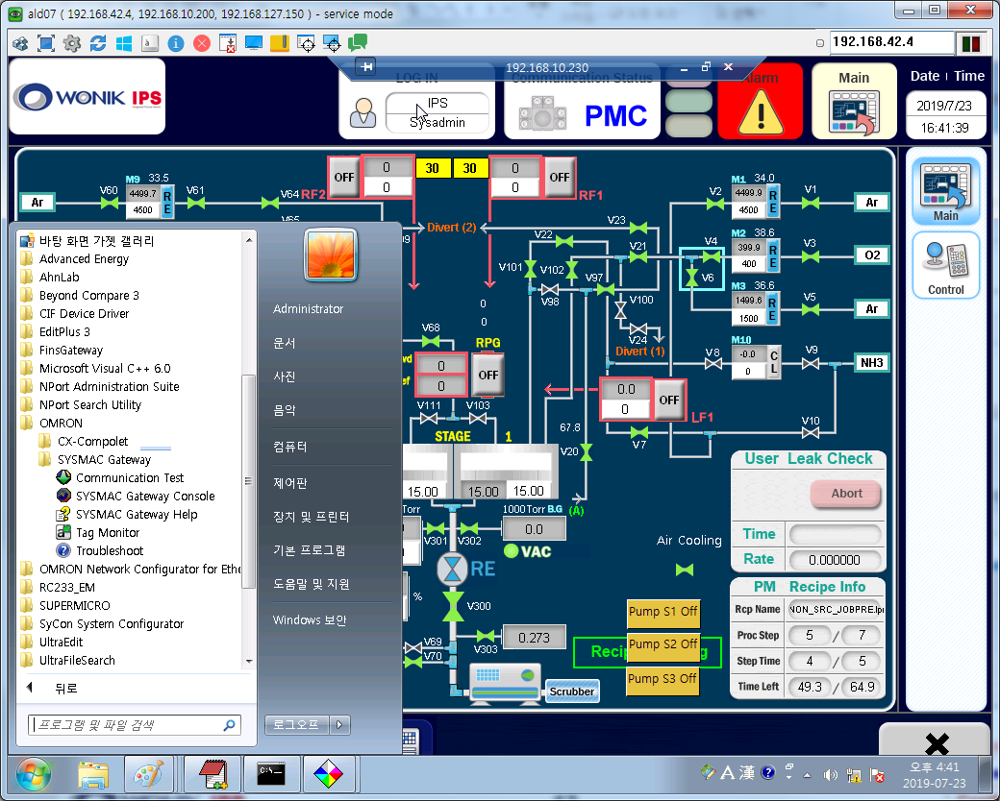 ald07 ( 192.168.42.4, 192.168.10.200, 192.168.127.150 ) - service mode
192.168.42.4
192.168.10.230
WONIK IPS
LOG IN
IPS
Sysadmin
Communication Status
PMC
Alarm
Main
Date | Time
2019/7/23
16:41:39
Main
Control
V60
M9 33.5
4499.7
4500
R E
V61
V64
V65
Ar
RF2
OFF
0
0
30
30
0
0
OFF
RF1
Divert (2)
V22
V23
V21
V101
V102
V97
V98
V100
V24
Divert (1)
V2
M1 34.0
4499.9
4500
R E
V1
Ar
V4
M2 38.6
399.9
400
R E
V3
O2
V6
M3 36.6
1499.6
1500
R E
V5
Ar
V8
M10
-0.0
0
C L
V9
NH3
V10
0
0
RPG
V68
0
0
OFF
V111
V103
STAGE 1
15.00
15.00
15.00
0.0
0
OFF
LF1
67.8
V20
V7
(A)
1000Torr B.G
0.0
VAC
V301
V302
RE
%
V300
V303
0.273
V69
V70
Scrubber
Air Cooling
Pump S1 Off
Pump S2 Off
Pump S3 Off
User Leak Check
Abort
Time
Rate 0.000000
PM Recipe Info
Rcp Name
Proc Step 5 / 7
Step Time 4 / 5
Time Left 49.3 / 64.9
바탕 화면 가젯 갤러리
Advanced Energy
AhnLab
Beyond Compare 3
CIF Device Driver
EditPlus 3
FinsGateway
Microsoft Visual C++ 6.0
NPort Administration Suite
NPort Search Utility
OMRON
CX-Compolet
SYSMAC Gateway
Communication Test
SYSMAC Gateway Console
SYSMAC Gateway Help
Tag Monitor
Troubleshoot
OMRON Network Configurator for Ethe
RC233_EM
SUPERMICRO
SyCon System Configurator
UltraEdit
UltraFileSearch
뒤로
프로그램 및 파일 검색
Administrator
문서
사진
음악
컴퓨터
제어판
장치 및 프린터
기본 프로그램
도움말 및 지원
Windows 보안
로그오프
A 漢
오후 4:41
2019-07-23